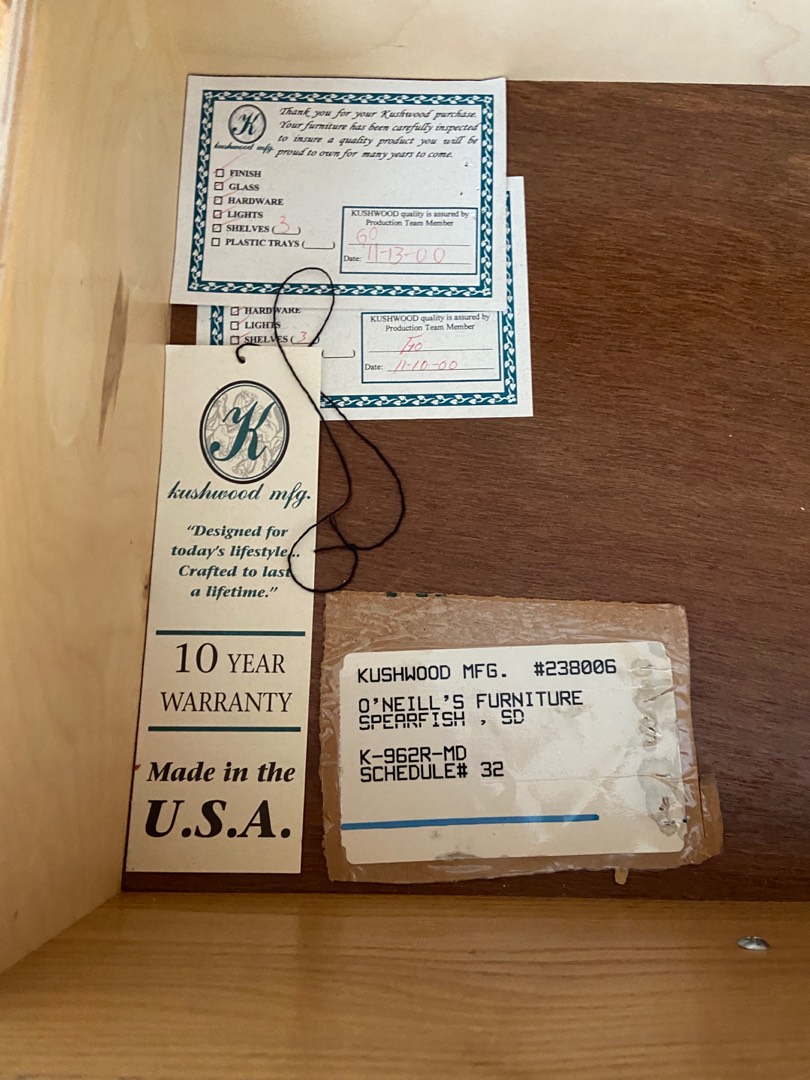 K
kushwood mfg.
Thank you for your Kushwood purchase.
Your furniture has been carefully inspected
to insure a quality product you will be
proud to own for many years to come.
FINISH
GLASS
HARDWARE
LIGHTS
SHELVES ( 3 )
PLASTIC TRAYS ( )
KUSHWOOD quality is assured by
Production Team Member
GO
Date: 11-13-00
HARDWARE
LIGHTS
SHELVES ( 3 )
KUSHWOOD quality is assured by
Production Team Member
Date: 11-10-00
K
kushwood mfg.
"Designed for
today's lifestyle...
Crafted to last
a lifetime."
10 YEAR
WARRANTY
Made in the
U.S.A.
KUSHWOOD MFG. #238006
O'NEILL'S FURNITURE
SPEARFISH , SD
K-962R-MD
SCHEDULE# 32